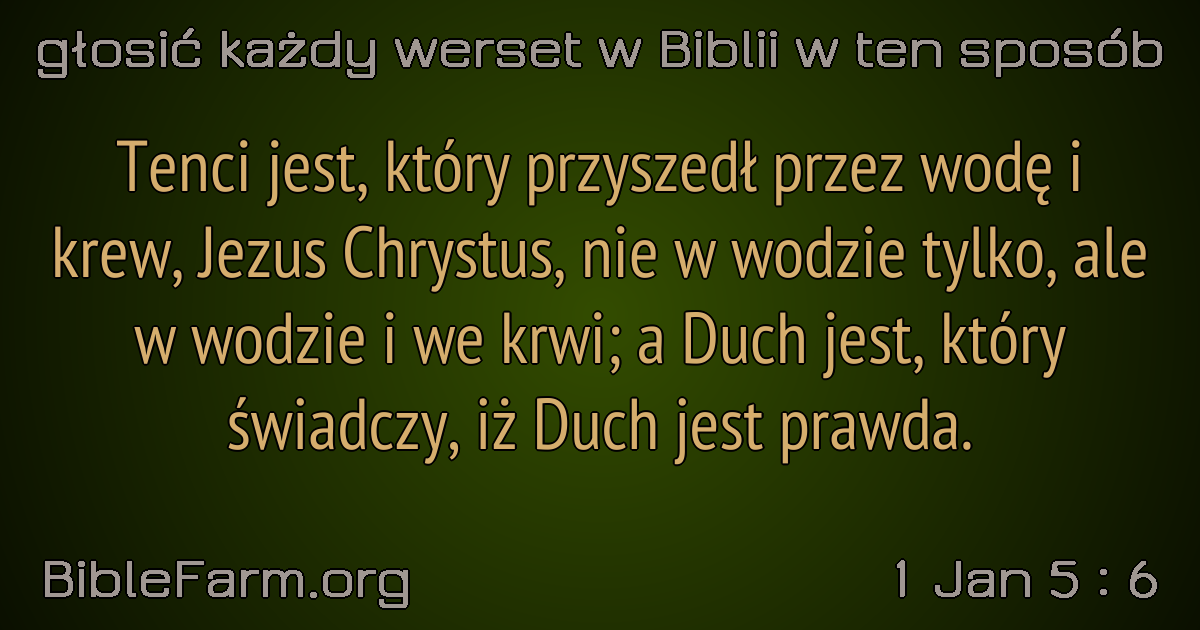 głosić każdy werset w Biblii w ten sposób
Tenci jest, który przyszedł przez wodę i
krew, Jezus Chrystus, nie w wodzie tylko, ale
w wodzie i we krwi; a Duch jest, który
świadczy, iż Duch jest prawda.
BibleFarm.org
1 Jan 5 : 6